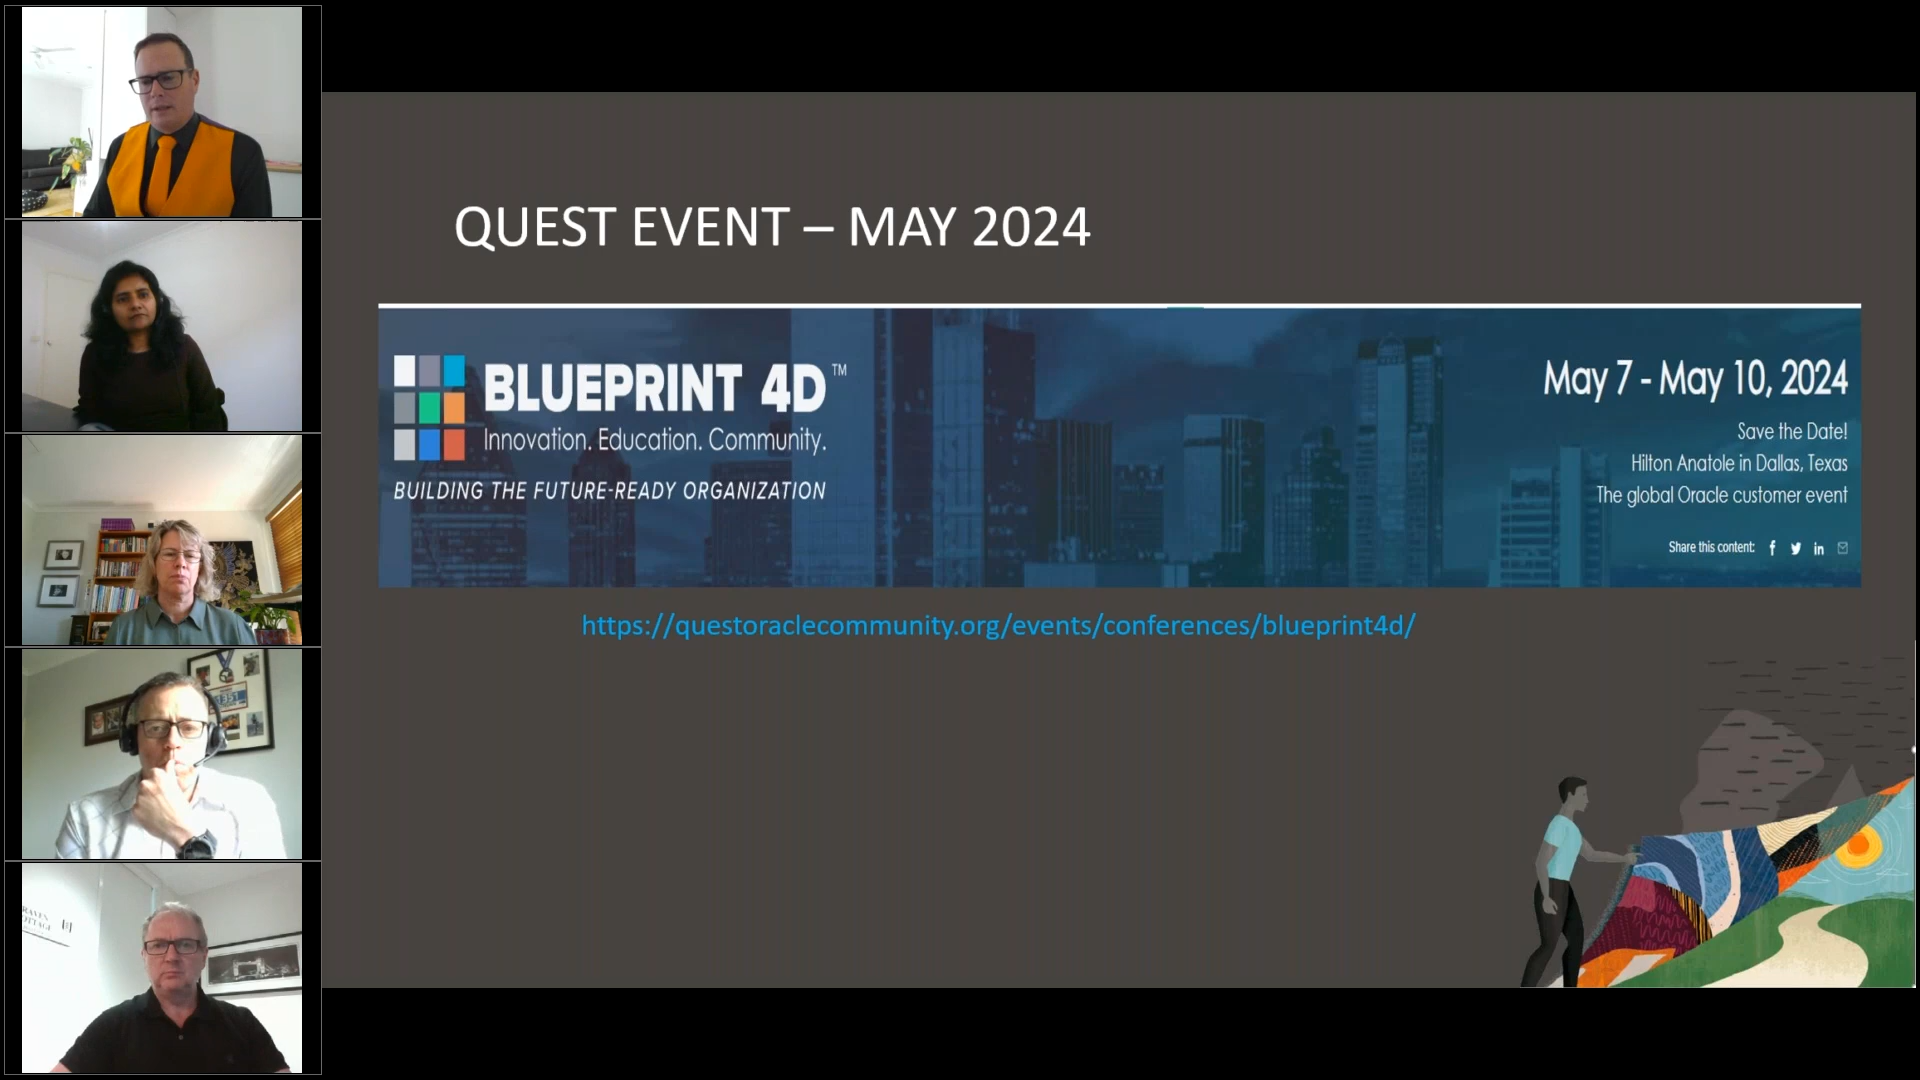 QUEST EVENT – MAY 2024
BLUEPRINT 4D™
Innovation. Education. Community.
BUILDING THE FUTURE-READY ORGANIZATION
May 7 - May 10, 2024
Save the Date!
Hilton Anatole in Dallas, Texas
The global Oracle customer event
Share this content:
https://questoraclecommunity.org/events/conferences/blueprint4d/
1351